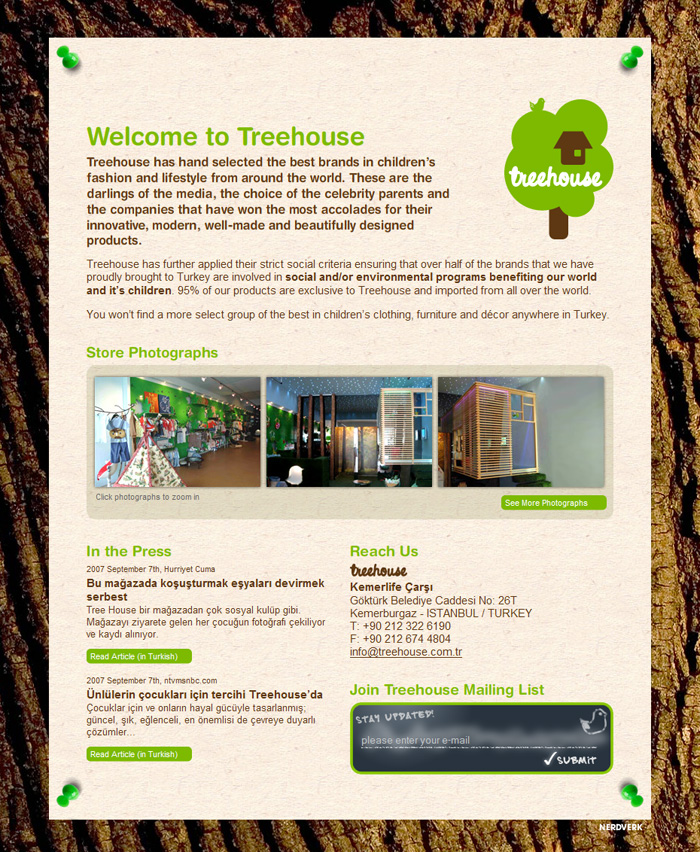 Welcome to Treehouse
Treehouse has hand selected the best brands in children's
fashion and lifestyle from around the world. These are the
darlings of the media, the choice of the celebrity parents and
the companies that have won the most accolades for their
innovative, modern, well-made and beautifully designed
products.
treehouse
Treehouse has further applied their strict social criteria ensuring that over half of the brands that we have
proudly brought to Turkey are involved in social and/or environmental programs benefiting our world
and it's children. 95% of our products are exclusive to Treehouse and imported from all over the world.
You won't find a more select group of the best in children's clothing, furniture and décor anywhere in Turkey.
Store Photographs
Click photographs to zoom in
See More Photographs
In the Press
2007 September 7th, Hurriyet Cuma
Bu mağazada koşuşturmak eşyaları devirmek
serbest
Tree House bir mağazadan çok sosyal kulüp gibi.
Mağazayı ziyarete gelen her çocuğun fotoğrafı çekiliyor
ve kaydı alınıyor.
Read Article (in Turkish)
2007 September 7th, ntvmsnbc.com
Ünlülerin çocukları için tercihi Treehouse'da
Çocuklar için ve onların hayal gücüyle tasarlanmış;
güncel, şık, eğlenceli, en önemlisi de çevreye duyarlı
çözümler...
Read Article (in Turkish)
Reach Us
treehouse
Kemerlife Çarşı
Göktürk Belediye Caddesi No: 26T
Kemerburgaz - ISTANBUL / TURKEY
T: +90 212 322 6190
F: +90 212 674 4804
info@treehouse.com.tr
Join Treehouse Mailing List
STAY UPDATED!
please enter your e-mail
SUBMIT
NERDVERK